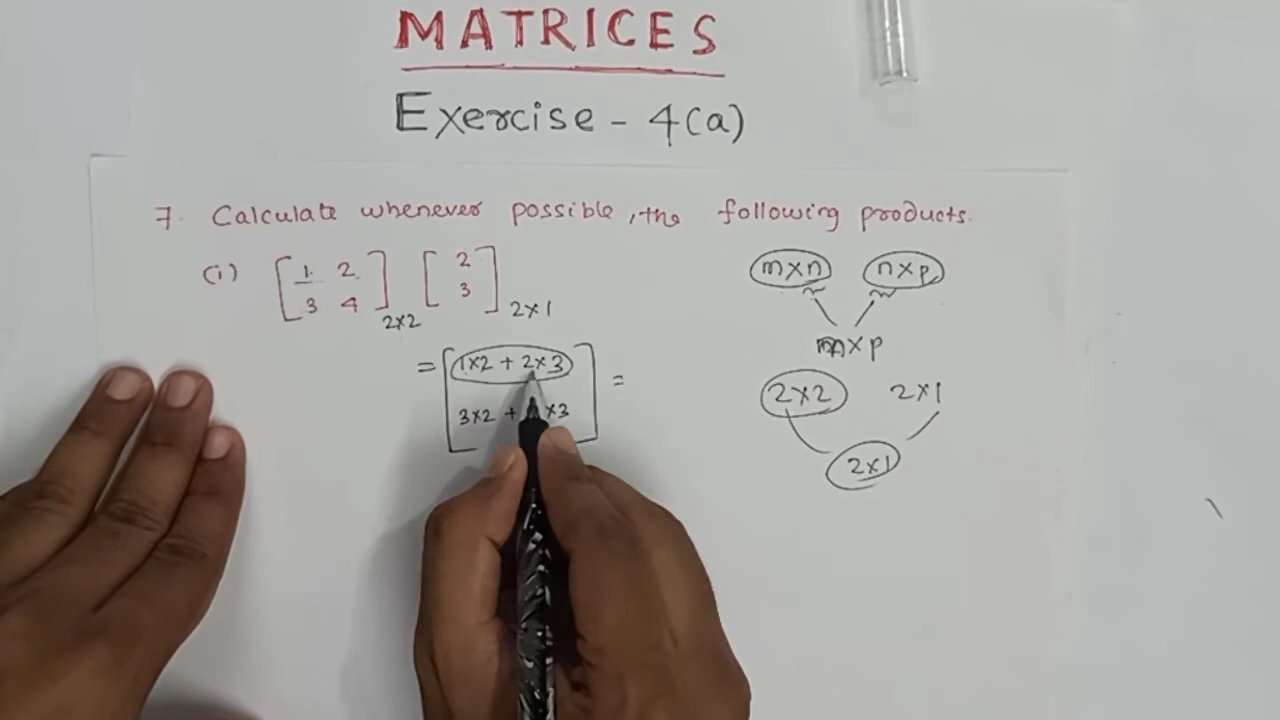 MATRICES
Exercise - 4(a)
7. Calculate whenever possible, the following products.
(i) [ 1 2 ] [ 2 ]
3 4 3
2×2 2×1
= [ 1×2 + 2×3 ] =
3×2 + ×3
m×n n×p
m×p
2×2 2×1
2×1